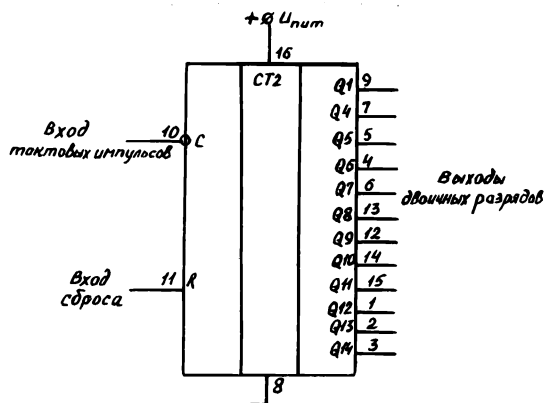 + Uпит
16
СТ2
Q1 9
Q4 7
Q5 5
Вход 10 C
тактовых импульсов
Q6 4
Q7 6
Выходы
двоичных разрядов
Q8 13
Q9 12
Q10 14
Вход 11 R
сброса
Q11 15
Q12 1
Q13 2
Q14 3
8